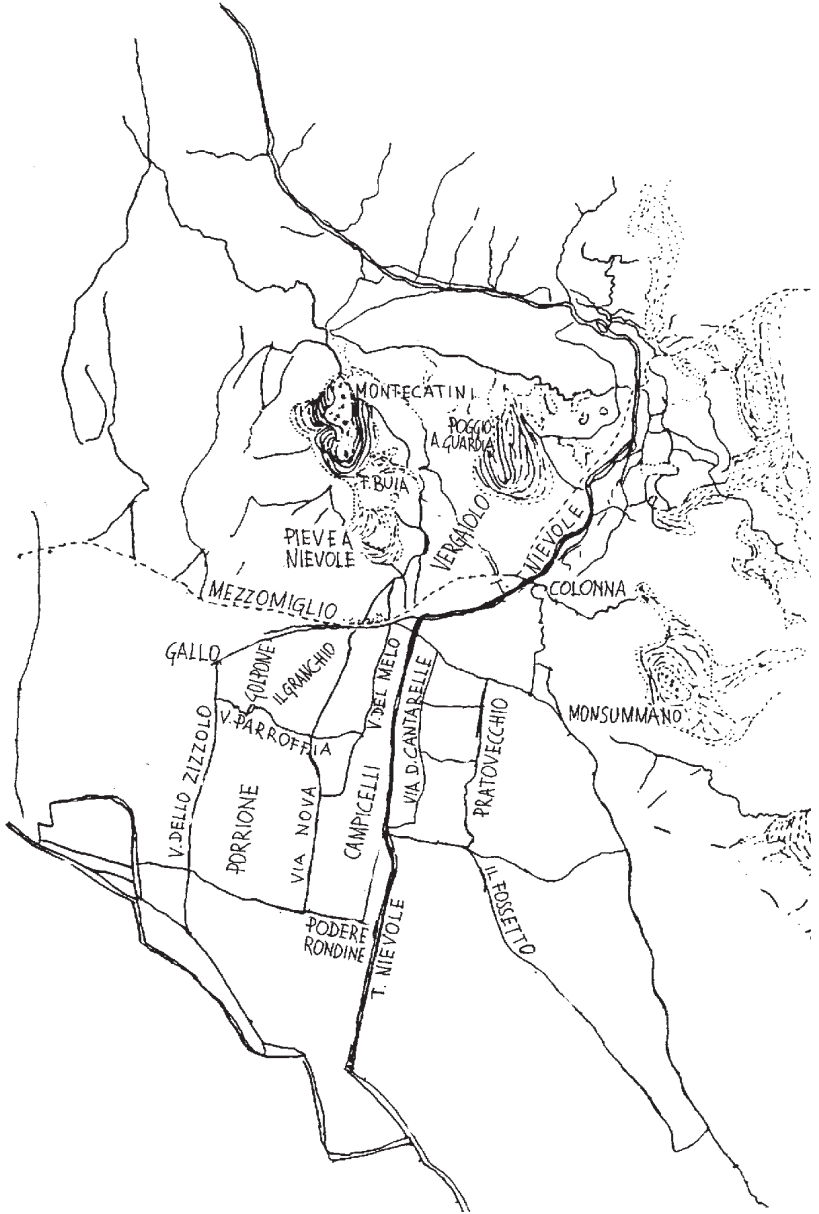 MONTECATINI
POGGIO
A. GUARDIA
T. BUIA
VERGAIOLO
NIEVOLE
PIEVE A
NIEVOLE
COLONNA
MEZZOMIGLIO
GALLO
GOLPONE
IL GRANCHIO
V. DEL MELO
VIA D. CANTARELLE
PRATOVECCHIO
MONSUMMANO
V. PARROFFIA
V. DELLO ZIZZOLO
PORRIONE
VIA NOVA
CAMPICELLI
IL FOSSETTO
PODERE
RONDINE
T. NIEVOLE